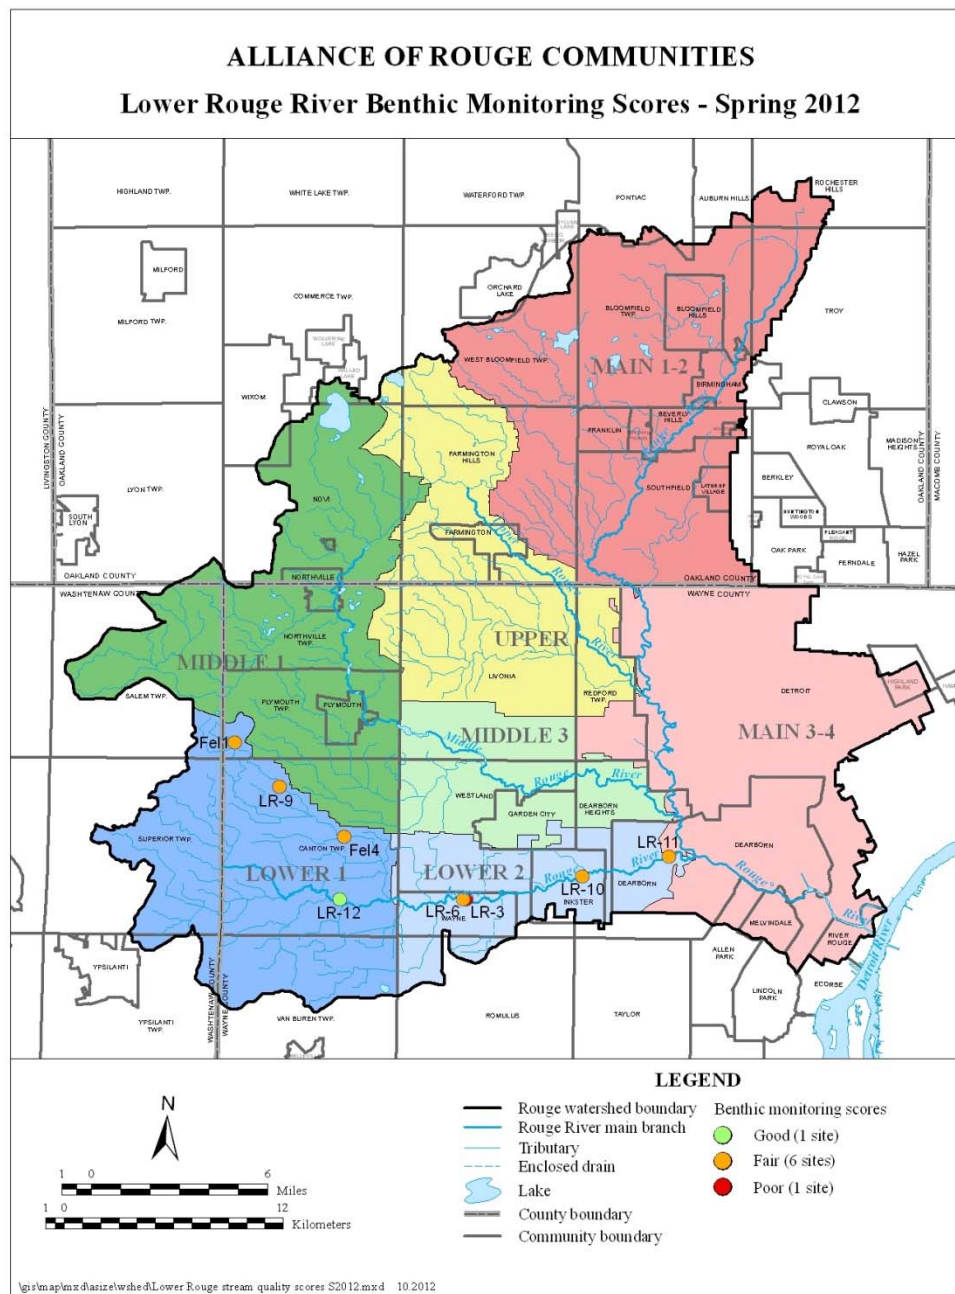 ALLIANCE OF ROUGE COMMUNITIES
Lower Rouge River Benthic Monitoring Scores - Spring 2012
HIGHLAND TWP.
WHITE LAKE TWP.
WATERFORD TWP.
PONTIAC
AUBURN HILLS
ROCHESTER
HILLS
MILFORD
ORCHARD
LAKE
COMMERCE TWP.
MILFORD TWP.
BLOOMFIELD
TWP.
BLOOMFIELD
HILLS
TROY
WEST BLOOMFIELD TWP.
MAIN 1-2
BIRMINGHAM
WIXOM
CLAWSON
FRANKLIN
BEVERLY
HILLS
ROYAL OAK
MADISON
HEIGHTS
LIVINGSTON COUNTY
OAKLAND COUNTY
OAKLAND COUNTY
MACOMB COUNTY
FARMINGTON
HILLS
LYON TWP.
NOVI
SOUTHFIELD
LATHRUP
VILLAGE
BERKLEY
SOUTH
LYON
FARMINGTON
Upper
Rouge
River
OAK PARK
FERNDALE
HAZEL
PARK
OAKLAND COUNTY
WASHTENAW COUNTY
NORTHVILLE
OAKLAND COUNTY
WAYNE COUNTY
NORTHVILLE
TWP.
UPPER
MIDDLE 1
LIVONIA
REDFORD
TWP.
DETROIT
HIGHLAND
PARK
SALEM TWP.
PLYMOUTH
TWP.
PLYMOUTH
MIDDLE 3
MAIN 3-4
Fel1
Middle
Rouge
River
LR-9
WESTLAND
GARDEN CITY
DEARBORN
HEIGHTS
SUPERIOR TWP.
CANTON TWP.
Fel4
LR-11
DEARBORN
LOWER 1
LOWER 2
Rouge
River
LR-10
DEARBORN
Rouge
River
LR-12
LR-6
LR-3
WAYNE
INKSTER
MELVINDALE
RIVER
ROUGE
ALLEN
PARK
Detroit River
YPSILANTI
LINCOLN
PARK
ECORSE
WASHTENAW COUNTY
WAYNE COUNTY
YPSILANTI
TWP.
VAN BUREN TWP.
ROMULUS
TAYLOR
LEGEND
N
Rouge watershed boundary
Rouge River main branch
Tributary
Enclosed drain
Lake
County boundary
Community boundary
Benthic monitoring scores
Good (1 site)
Fair (6 sites)
Poor (1 site)
1 0 6
Miles
1 0 12
Kilometers
\gis\map\mxd\asize\wshed\Lower Rouge stream quality scores S2012.mxd 10.2012